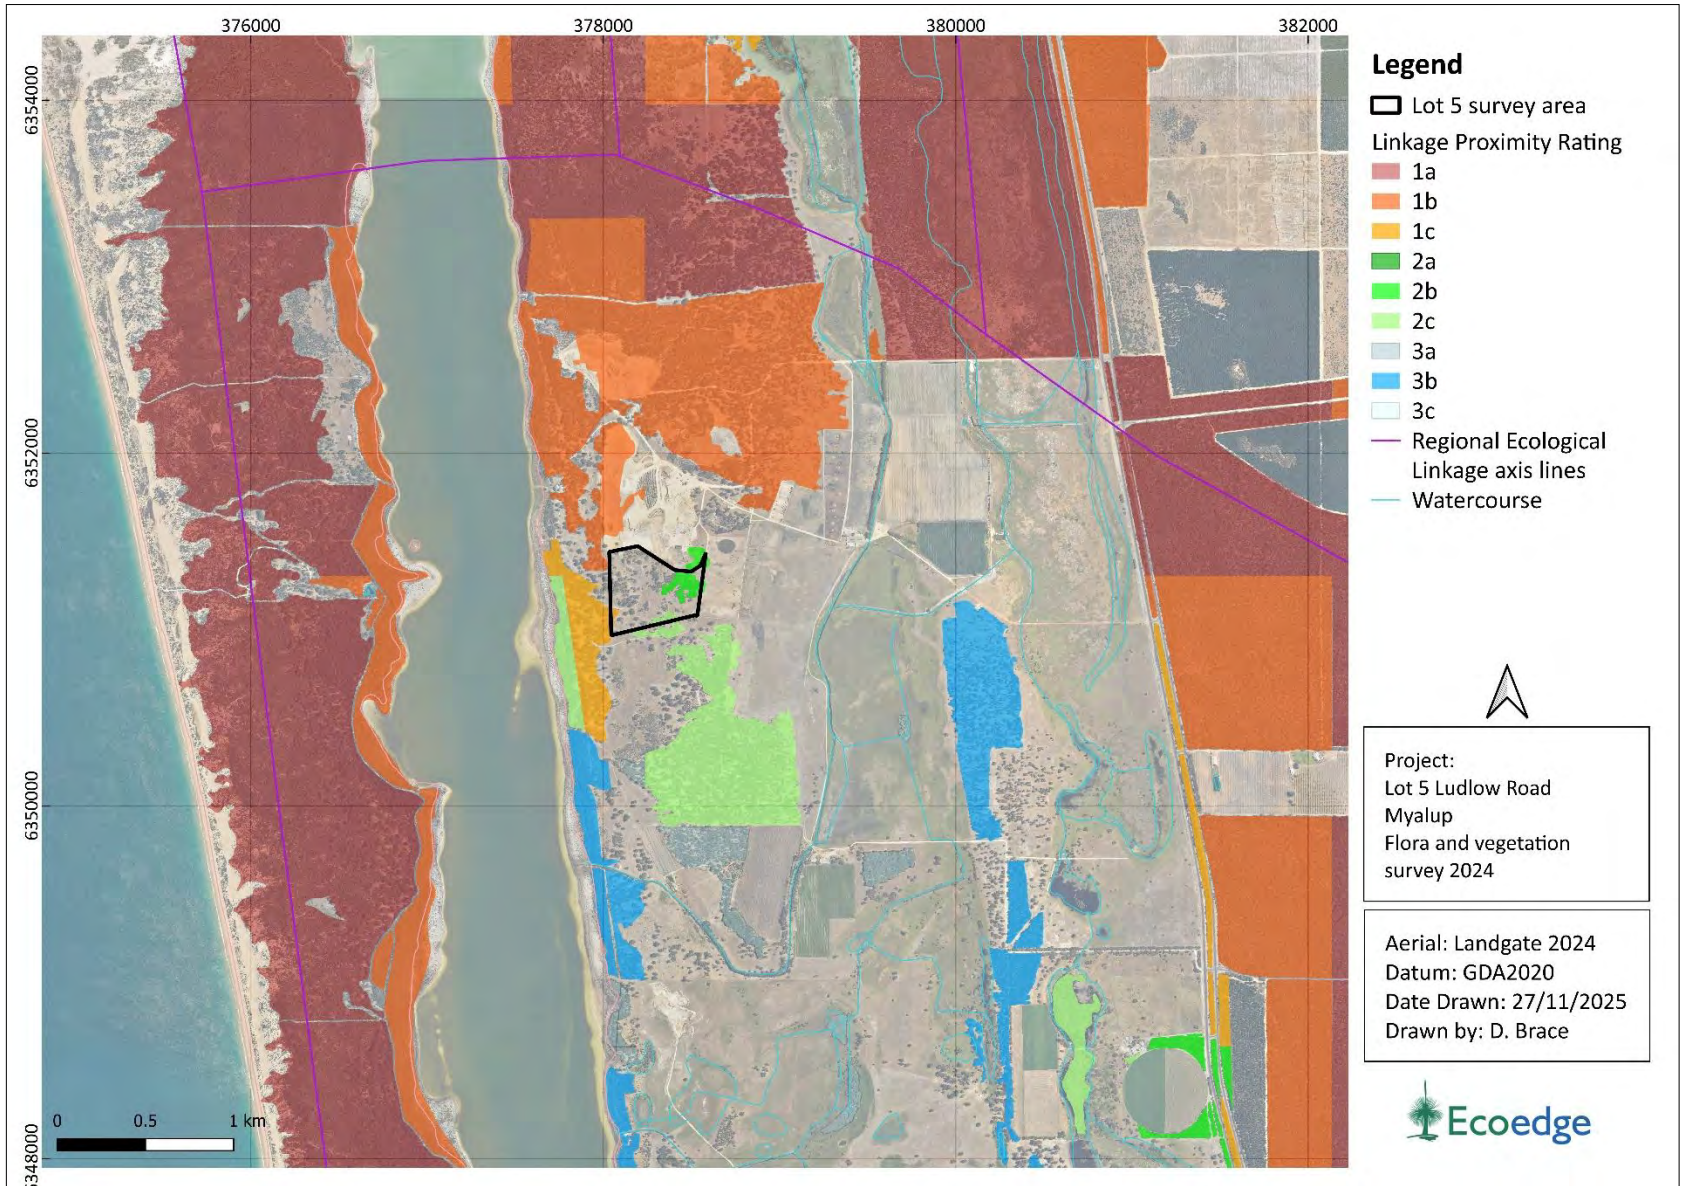 376000
378000
380000
382000
6354000
6352000
6350000
6348000
0
0.5
1 km
Legend
Lot 5 survey area
Linkage Proximity Rating
1a
1b
1c
2a
2b
2c
3a
3b
3c
Regional Ecological
Linkage axis lines
Watercourse
Project:
Lot 5 Ludlow Road
Myalup
Flora and vegetation
survey 2024
Aerial: Landgate 2024
Datum: GDA2020
Date Drawn: 27/11/2025
Drawn by: D. Brace
Ecoedge